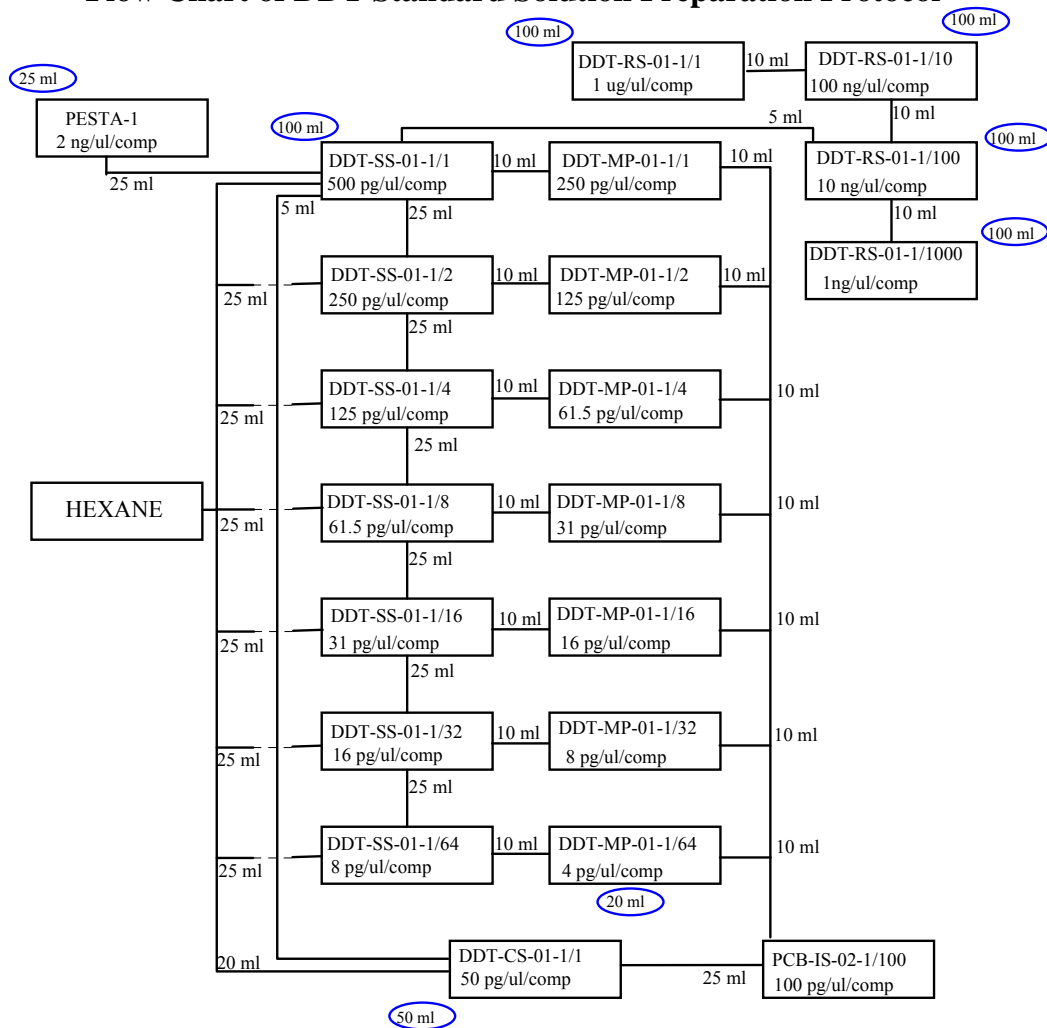 100 ml
100 ml
DDT-RS-01-1/1
1 ug/ul/comp
10 ml
DDT-RS-01-1/10
100 ng/ul/comp
25 ml
PESTA-1
2 ng/ul/comp
25 ml
100 ml
5 ml
10 ml
100 ml
DDT-SS-01-1/1
500 pg/ul/comp
10 ml
DDT-MP-01-1/1
250 pg/ul/comp
10 ml
DDT-RS-01-1/100
10 ng/ul/comp
5 ml
25 ml
10 ml
100 ml
DDT-RS-01-1/1000
1ng/ul/comp
25 ml
DDT-SS-01-1/2
250 pg/ul/comp
10 ml
DDT-MP-01-1/2
125 pg/ul/comp
10 ml
25 ml
25 ml
DDT-SS-01-1/4
125 pg/ul/comp
10 ml
DDT-MP-01-1/4
61.5 pg/ul/comp
10 ml
25 ml
HEXANE
25 ml
DDT-SS-01-1/8
61.5 pg/ul/comp
10 ml
DDT-MP-01-1/8
31 pg/ul/comp
10 ml
25 ml
25 ml
DDT-SS-01-1/16
31 pg/ul/comp
10 ml
DDT-MP-01-1/16
16 pg/ul/comp
10 ml
25 ml
25 ml
DDT-SS-01-1/32
16 pg/ul/comp
10 ml
DDT-MP-01-1/32
8 pg/ul/comp
10 ml
25 ml
25 ml
DDT-SS-01-1/64
8 pg/ul/comp
10 ml
DDT-MP-01-1/64
4 pg/ul/comp
10 ml
20 ml
20 ml
DDT-CS-01-1/1
50 pg/ul/comp
25 ml
PCB-IS-02-1/100
100 pg/ul/comp
50 ml